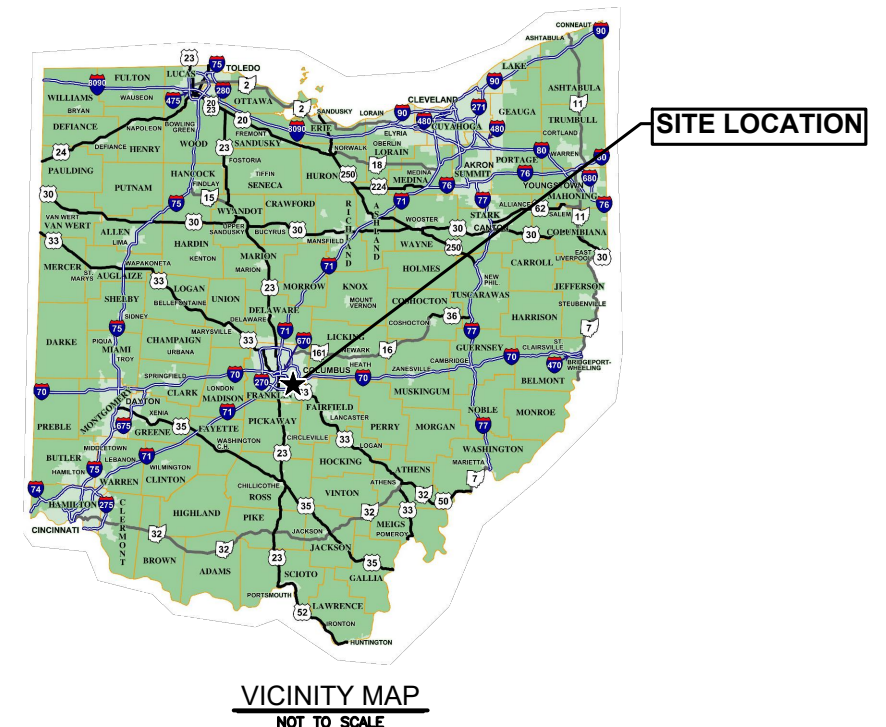 CONNEAUT
90
ASHTABULA
23
75
TOLEDO
LUCAS
LAKE
8090
FULTON
280
2
90
WILLIAMS
WAUSEON
475
OTTAWA
CLEVELAND
271
GEAUGA
ASHTABULA
BRYAN
20
23
2
SANDUSKY
LORAIN
90
11
DEFIANCE
NAPOLEON
BOWLING
GREEN
20
FREMONT
8090
ERIE
ELYRIA
480
CUYAHOGA
480
TRUMBULL
SITE LOCATION
24
DEFIANCE
HENRY
WOOD
23
SANDUSKY
NORWALK
OBERLIN
LORAIN
CORTLAND
PAULDING
FOSTORIA
18
AKRON
PORTAGE
80
WARREN
80
PUTNAM
HANCOCK
FINDLAY
TIFFIN
SENECA
HURON
250
MEDINA
MEDINA
SUMMIT
76
YOUNGSTOWN
680
30
75
15
224
76
77
MAHONING
76
WYANDOT
CRAWFORD
RICHLAND
ASHLAND
71
STARK
ALLIANCE
62
SALEM
VAN WERT
VAN WERT
30
UPPER
SANDUSKY
BUCYRUS
30
WOOSTER
30
CANTON
11
33
ALLEN
LIMA
HARDIN
MANSFIELD
WAYNE
250
30
COLUMBIANA
MERCER
WAPAKONETA
KENTON
MARION
MARION
71
HOLMES
CARROLL
EAST
LIVERPOOL
30
ST.
MARYS
AUGLAIZE
33
LOGAN
23
MORROW
KNOX
NEW
PHIL
JEFFERSON
SHELBY
BELLEFONTAINE
UNION
DELAWARE
MOUNT
VERNON
COSHOCTON
TUSCARAWAS
STEUBENVILLE
SIDNEY
DELAWARE
COSHOCTON
36
HARRISON
75
MARYSVILLE
71
670
LICKING
77
7
DARKE
PIQUA
MIAMI
TROY
CHAMPAIGN
URBANA
33
161
NEWARK
16
GUERNSEY
ST.
CLAIRSVILLE
SPRINGFIELD
70
COLUMBUS
HEATH
ZANESVILLE
CAMBRIDGE
70
470
BRIDGEPORT-
WHEELING
70
CLARK
LONDON
MADISON
270
FRANKLIN
70
MUSKINGUM
BELMONT
MONTGOMERY
DAYTON
71
FAIRFIELD
LANCASTER
NOBLE
MONROE
PREBLE
675
XENIA
GREENE
35
FAYETTE
PICKAWAY
PERRY
MORGAN
77
MIDDLETOWN
WASHINGTON
C.H.
CIRCLEVILLE
33
LOGAN
WASHINGTON
BUTLER
LEBANON
71
WILMINGTON
23
HOCKING
ATHENS
MARIETTA
HAMILTON
75
WARREN
CLINTON
CHILLICOTHE
ROSS
VINTON
ATHENS
32
50
7
74
HAMILTON
275
CLERMONT
HIGHLAND
PIKE
35
32
33
MEIGS
POMEROY
CINCINNATI
32
JACKSON
JACKSON
BROWN
32
ADAMS
23
SCIOTO
35
GALLIA
PORTSMOUTH
52
LAWRENCE
IRONTON
HUNTINGTON
VICINITY MAP
NOT TO SCALE